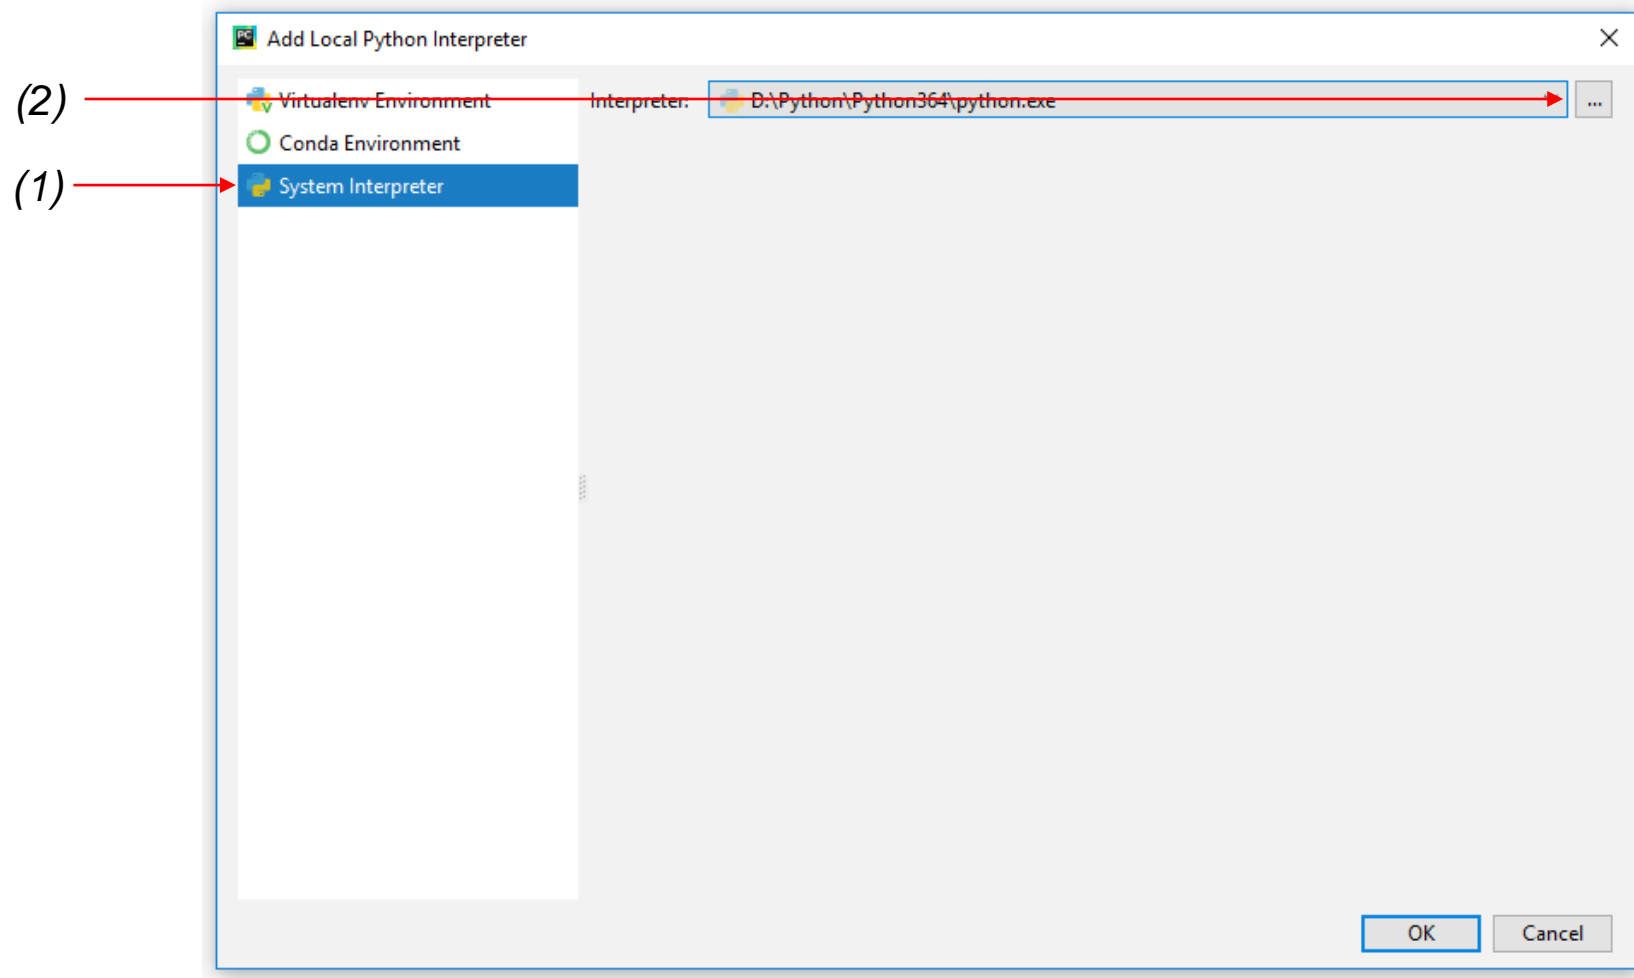 PC
Add Local Python Interpreter
(2)
Virtualenv Environment
Interpreter:
D:\Python\Python364\python.exe
...
Conda Environment
(1)
System Interpreter
OK
Cancel